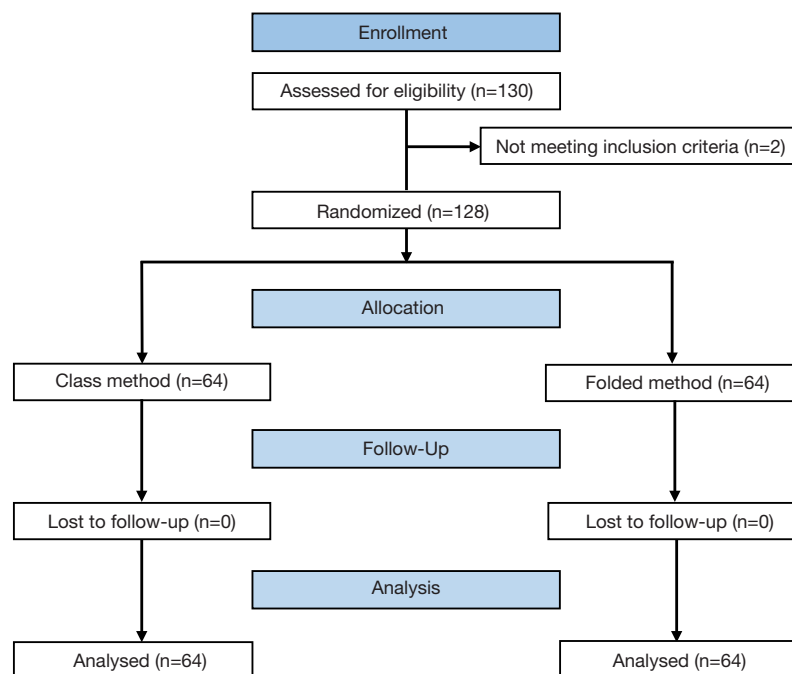 Enrollment
Assessed for eligibility (n=130)
Not meeting inclusion criteria (n=2)
Randomized (n=128)
Allocation
Class method (n=64)
Folded method (n=64)
Follow-Up
Lost to follow-up (n=0)
Lost to follow-up (n=0)
Analysis
Analysed (n=64)
Analysed (n=64)